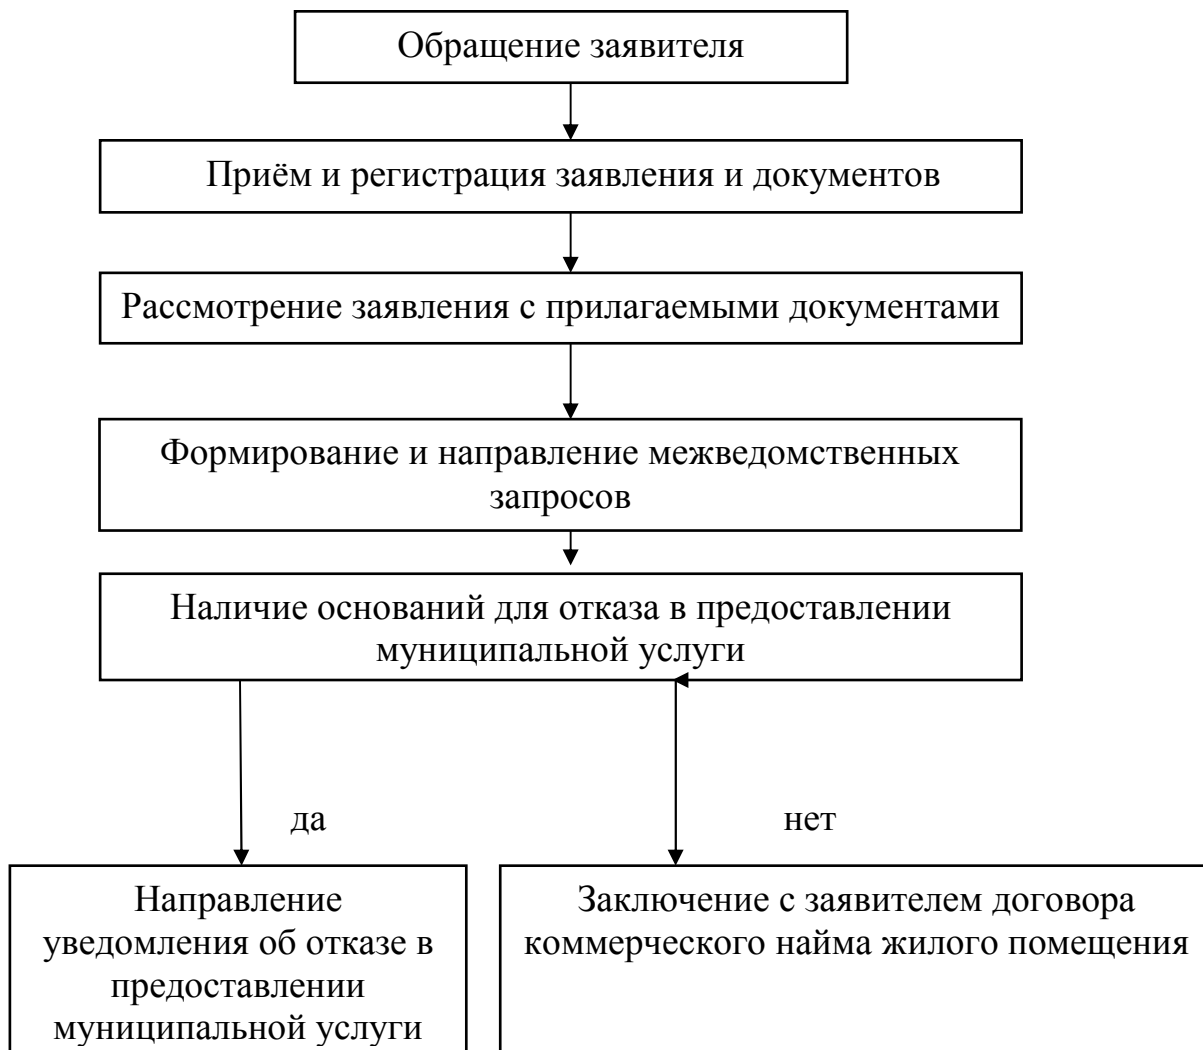 Обращение заявителя
Приём и регистрация заявления и документов
Рассмотрение заявления с прилагаемыми документами
Формирование и направление межведомственных
запросов
Наличие оснований для отказа в предоставлении
муниципальной услуги
да
нет
Направление
уведомления об отказе в
предоставлении
муниципальной услуги
Заключение с заявителем договора
коммерческого найма жилого помещения